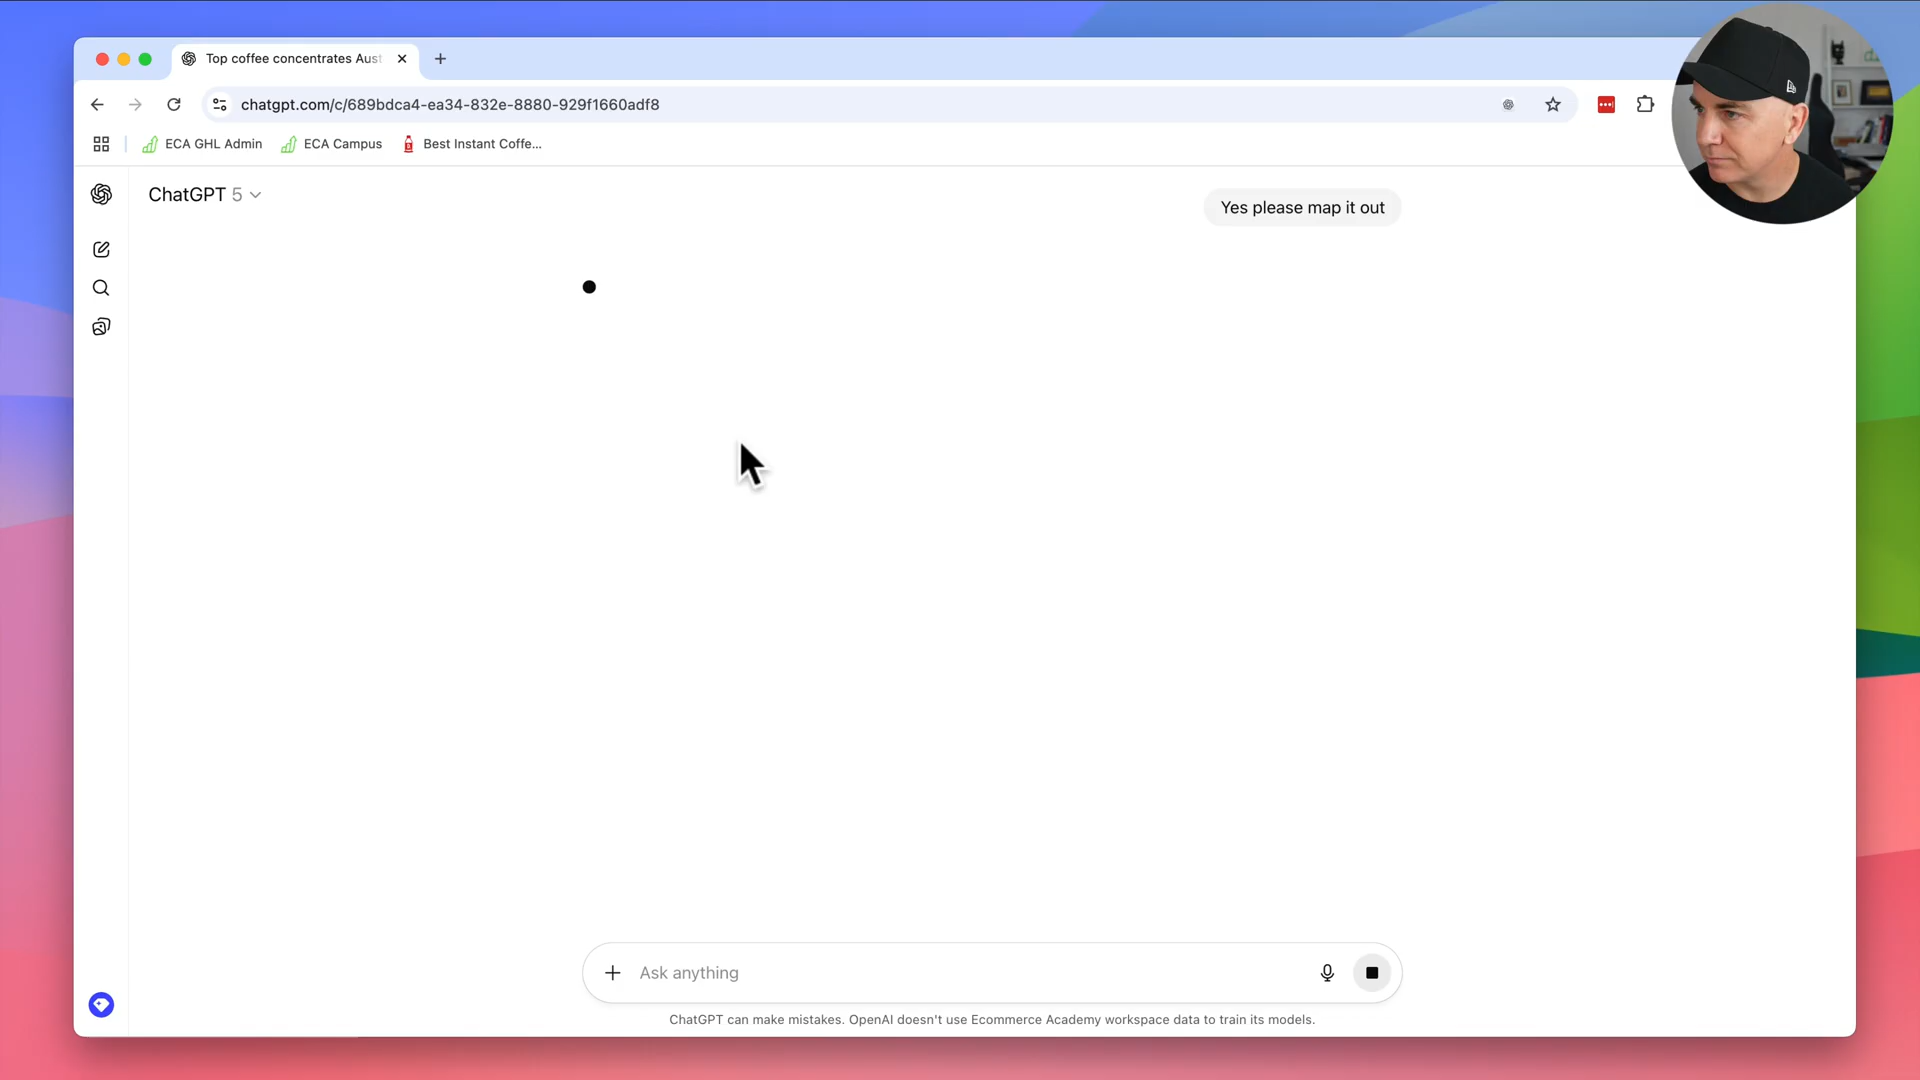 Top coffee concentrates Aust
chatgpt.com/c/689bdca4-ea34-832e-8880-929f1660adf8
ECA GHL Admin
ECA Campus
Best Instant Coffe...
ChatGPT 5
Yes please map it out
Ask anything
ChatGPT can make mistakes. OpenAI doesn't use Ecommerce Academy workspace data to train its models.